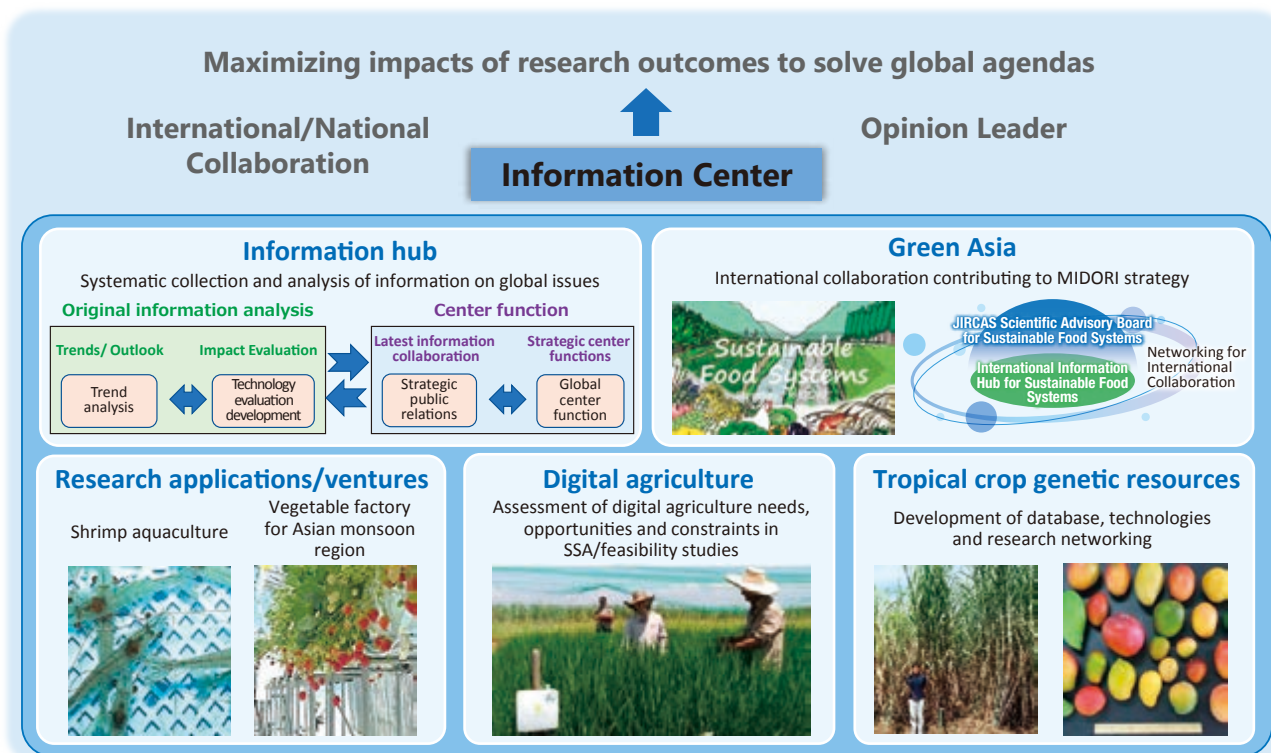 Maximizing impacts of research outcomes to solve global agendas
International/National
Collaboration
Opinion Leader
Information Center
Information hub
Systematic collection and analysis of information on global issues
Original information analysis
Center function
Trends/ Outlook
Impact Evaluation
Latest information
collaboration
Strategic center
functions
Trend
analysis
Technology
evaluation
development
Strategic
public
relations
Global
center
function
Green Asia
International collaboration contributing to MIDORI strategy
Sustainable
Food Systems
JIRCAS Scientific Advisory Board
for Sustainable Food Systems
International Information
Hub for Sustainable Food
Systems
Networking for
International
Collaboration
Research applications/ventures
Shrimp aquaculture
Vegetable factory
for Asian monsoon
region
Digital agriculture
Assessment of digital agriculture needs,
opportunities and constraints in
SSA/feasibility studies
Tropical crop genetic resources
Development of database, technologies
and research networking